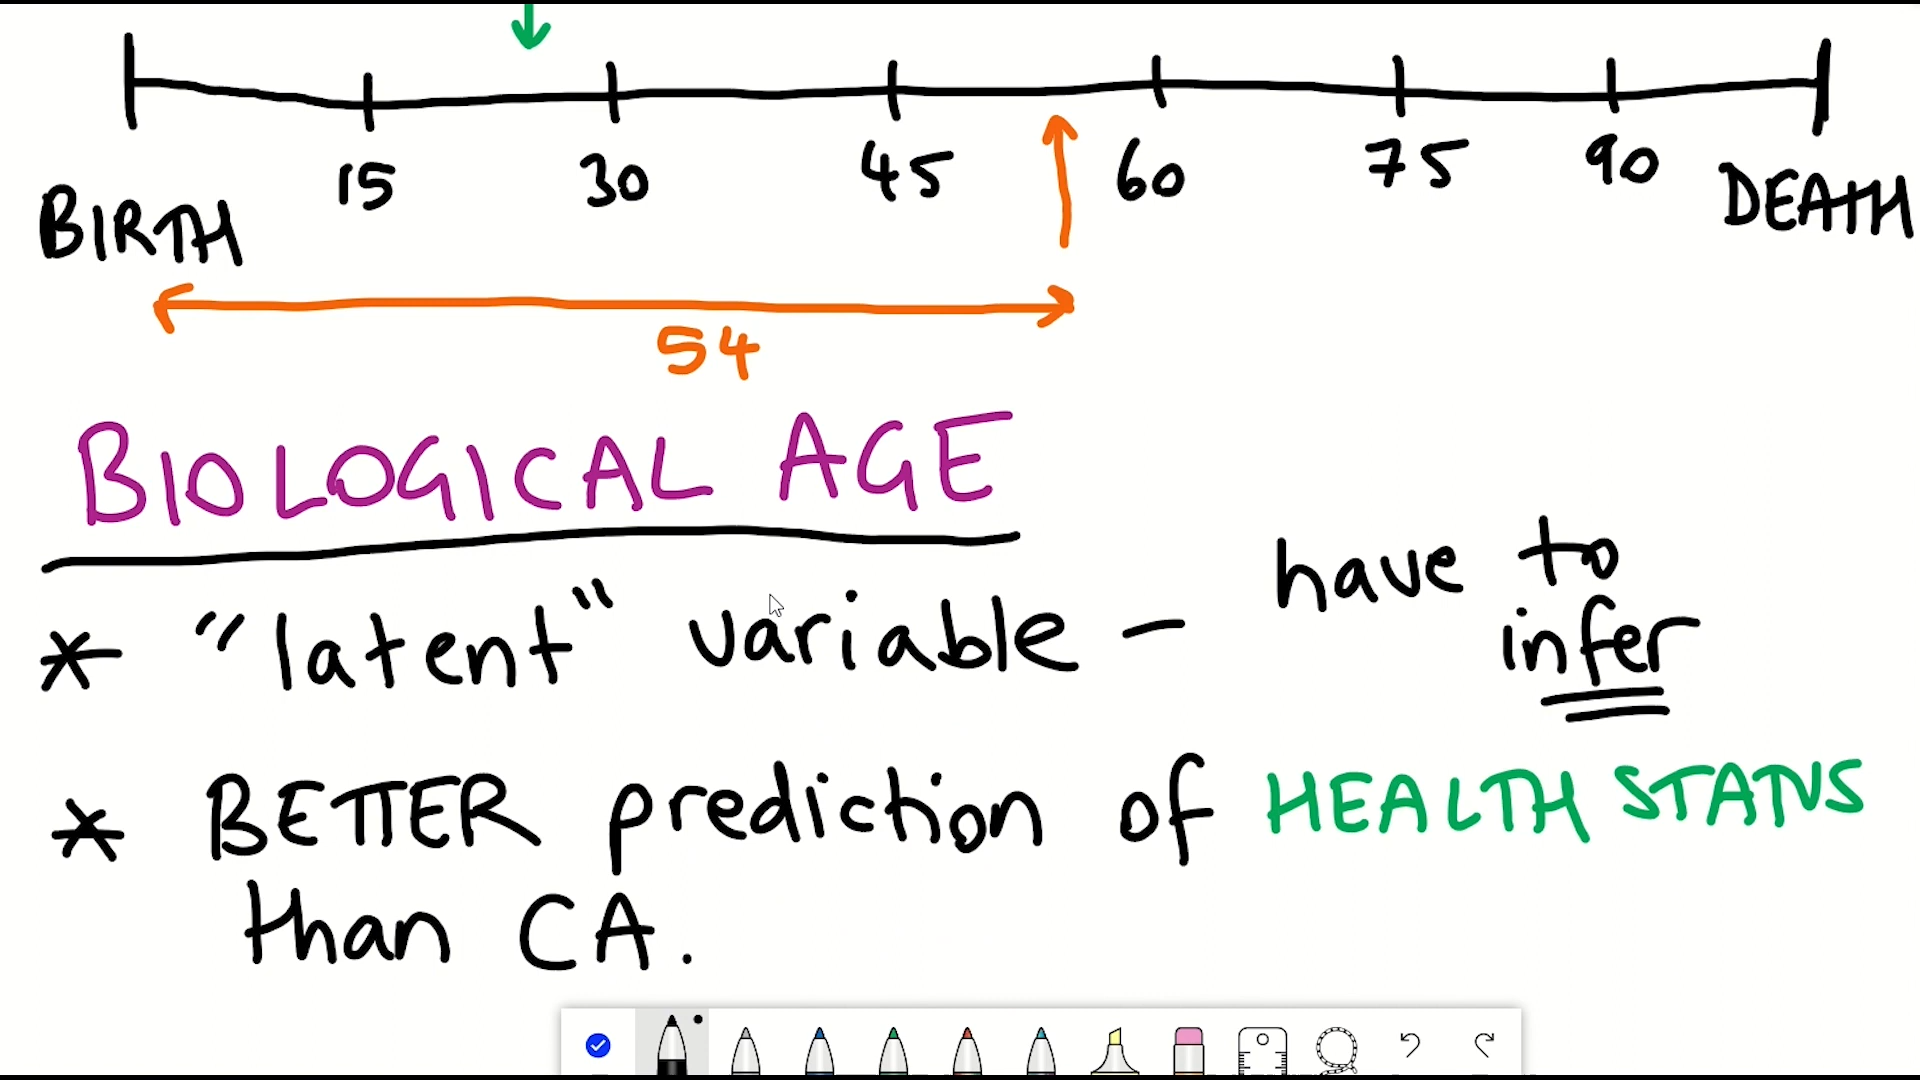 15 30 45 60 75 90
BIRTH DEATH
54
BIOLOGICAL AGE
* "latent" variable - have to
infer
* BETTER prediction of HEALTH STATUS
than CA.